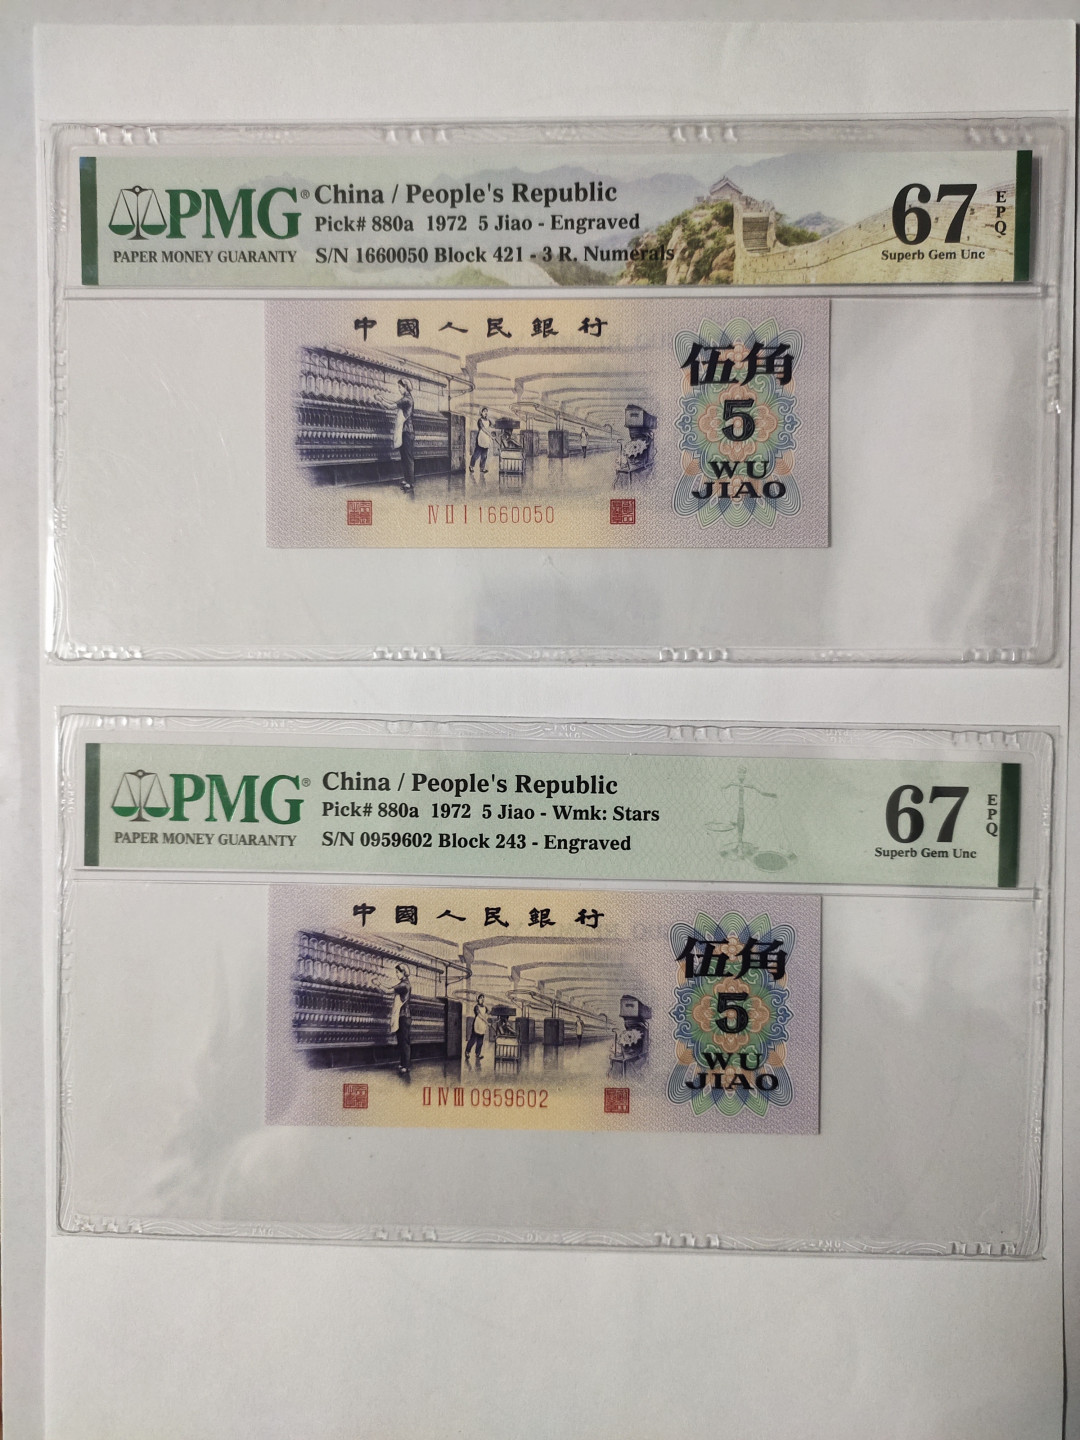 PMG®
PAPER MONEY GUARANTY
China / People's Republic
Pick# 880a 1972 5 Jiao - Engraved
S/N 1660050 Block 421 - 3 R. Numerals
67
EPQ
Superb Gem Unc
中國人民銀行
伍角
5
WU
JIAO
Ⅳ Ⅱ Ⅰ 1660050
PMG®
PAPER MONEY GUARANTY
China / People's Republic
Pick# 880a 1972 5 Jiao - Wmk: Stars
S/N 0959602 Block 243 - Engraved
67
EPQ
Superb Gem Unc
中國人民銀行
伍角
5
WU
JIAO
Ⅱ Ⅳ Ⅲ 0959602